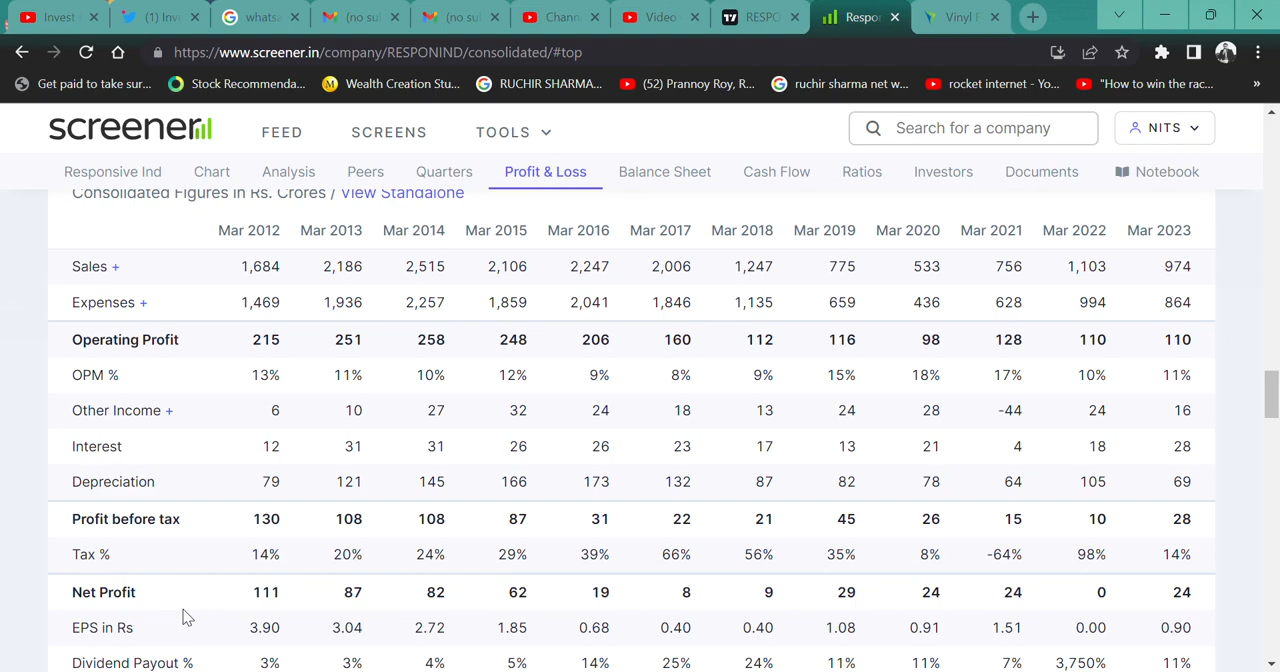 Invest
(1) Inv
whats
(no su
(no su
Chann
Video
RESPO
Respo
Vinyl F
https://www.screener.in/company/RESPONIND/consolidated/#top
Get paid to take sur... Stock Recommenda... Wealth Creation Stu... RUCHIR SHARMA... (52) Prannoy Roy, R... ruchir sharma net w... rocket internet - Yo... "How to win the rac... »
screener FEED SCREENS TOOLS Search for a company NITS
Responsive Ind Chart Analysis Peers Quarters Profit & Loss Balance Sheet Cash Flow Ratios Investors Documents Notebook
Consolidated Figures in Rs. Crores / View Standalone
Mar 2012 Mar 2013 Mar 2014 Mar 2015 Mar 2016 Mar 2017 Mar 2018 Mar 2019 Mar 2020 Mar 2021 Mar 2022 Mar 2023
Sales + 1,684 2,186 2,515 2,106 2,247 2,006 1,247 775 533 756 1,103 974
Expenses + 1,469 1,936 2,257 1,859 2,041 1,846 1,135 659 436 628 994 864
Operating Profit 215 251 258 248 206 160 112 116 98 128 110 110
OPM % 13% 11% 10% 12% 9% 8% 9% 15% 18% 17% 10% 11%
Other Income + 6 10 27 32 24 18 13 24 28 -44 24 16
Interest 12 31 31 26 26 23 17 13 21 4 18 28
Depreciation 79 121 145 166 173 132 87 82 78 64 105 69
Profit before tax 130 108 108 87 31 22 21 45 26 15 10 28
Tax % 14% 20% 24% 29% 39% 66% 56% 35% 8% -64% 98% 14%
Net Profit 111 87 82 62 19 8 9 29 24 24 0 24
EPS in Rs 3.90 3.04 2.72 1.85 0.68 0.40 0.40 1.08 0.91 1.51 0.00 0.90
Dividend Payout % 3% 3% 4% 5% 14% 25% 24% 11% 11% 7% 3,750% 11%